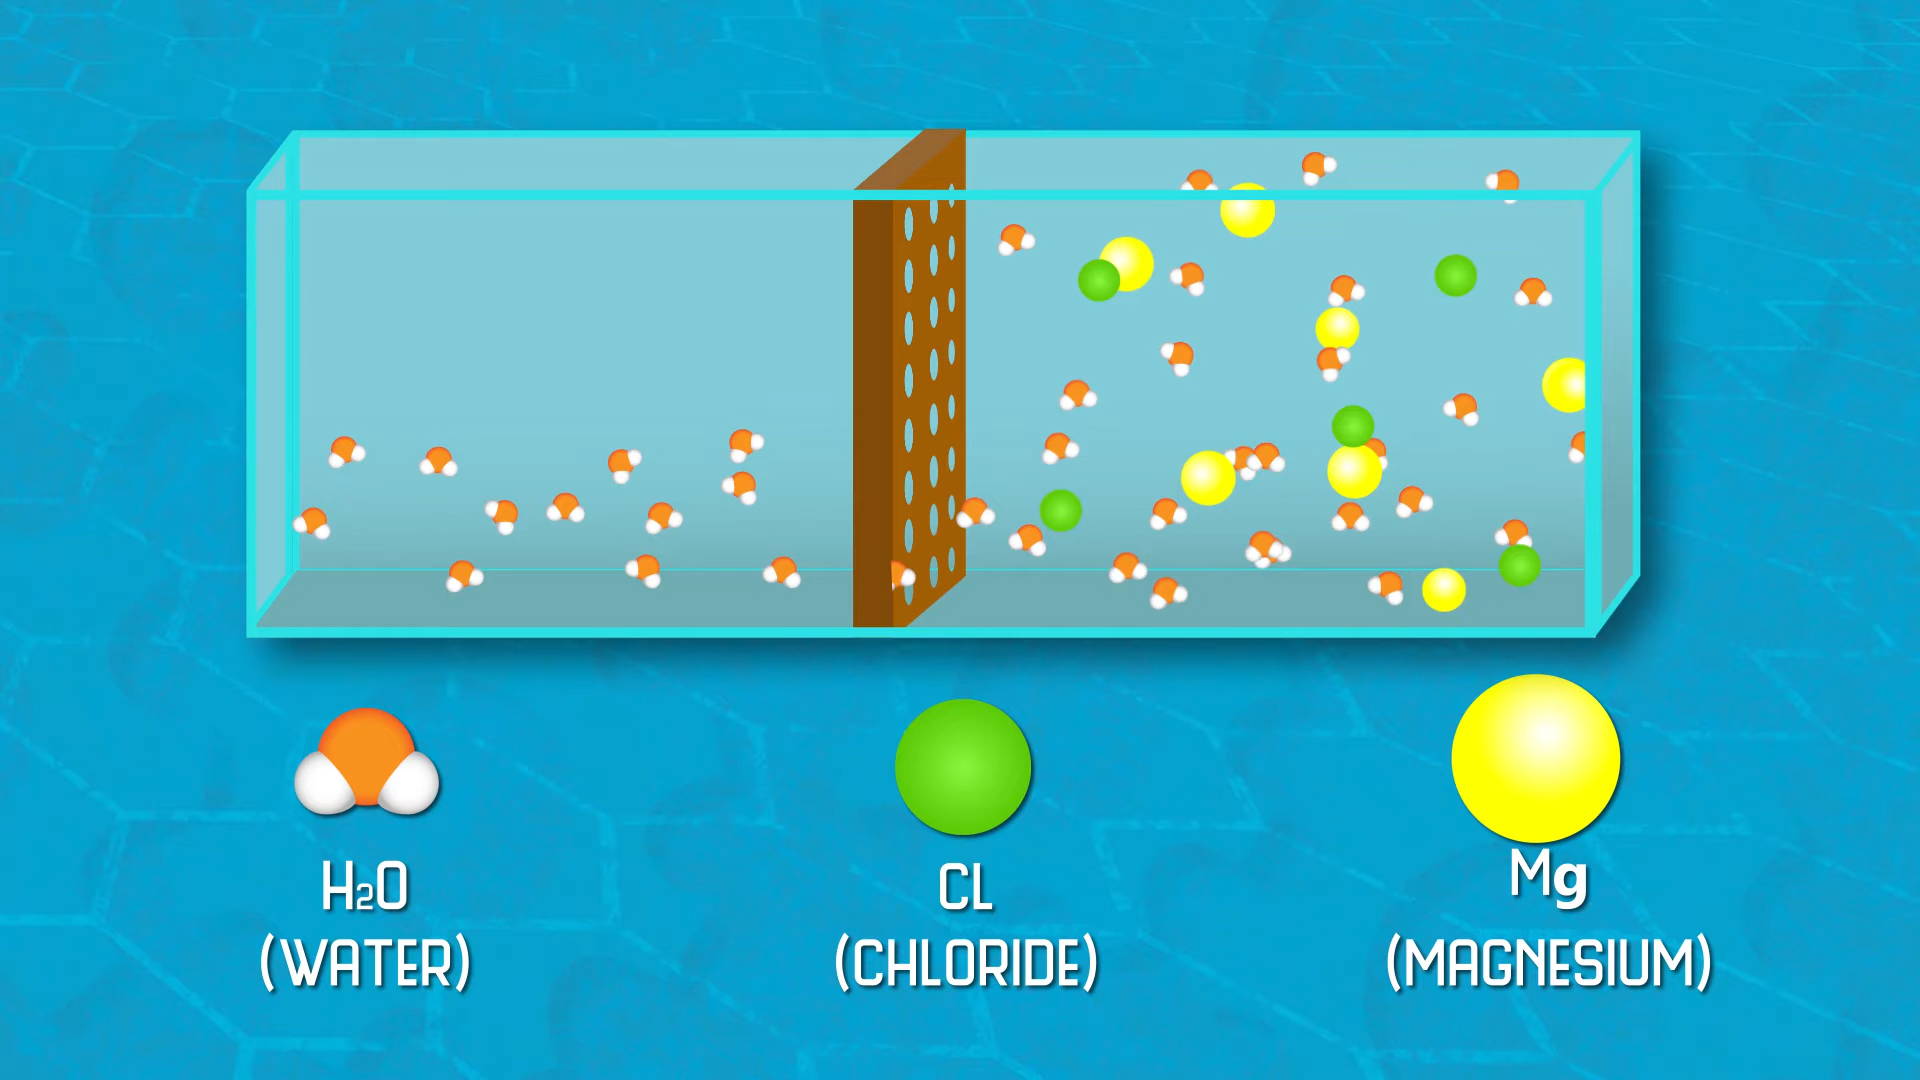 H₂O
(WATER)
CL
(CHLORIDE)
Mg
(MAGNESIUM)